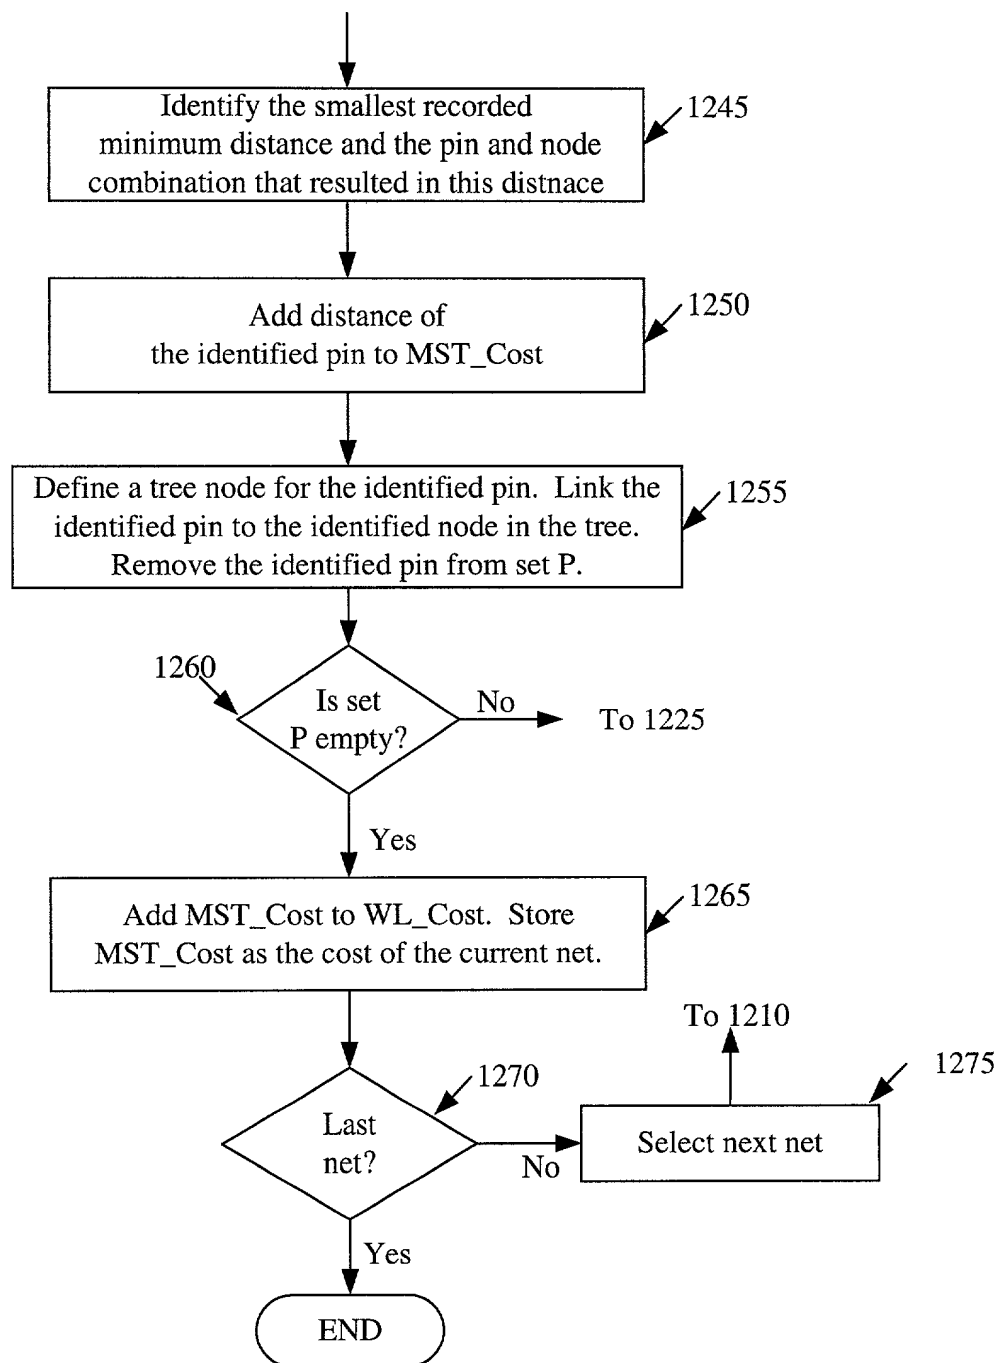 Identify the smallest recorded
minimum distance and the pin and node
combination that resulted in this distnace
1245
Add distance of
the identified pin to MST_Cost
1250
Define a tree node for the identified pin. Link the
identified pin to the identified node in the tree.
Remove the identified pin from set P.
1255
1260
Is set
P empty?
No
To 1225
Yes
Add MST_Cost to WL_Cost. Store
MST_Cost as the cost of the current net.
1265
To 1210
1270
1275
Last
net?
No
Select next net
Yes
END